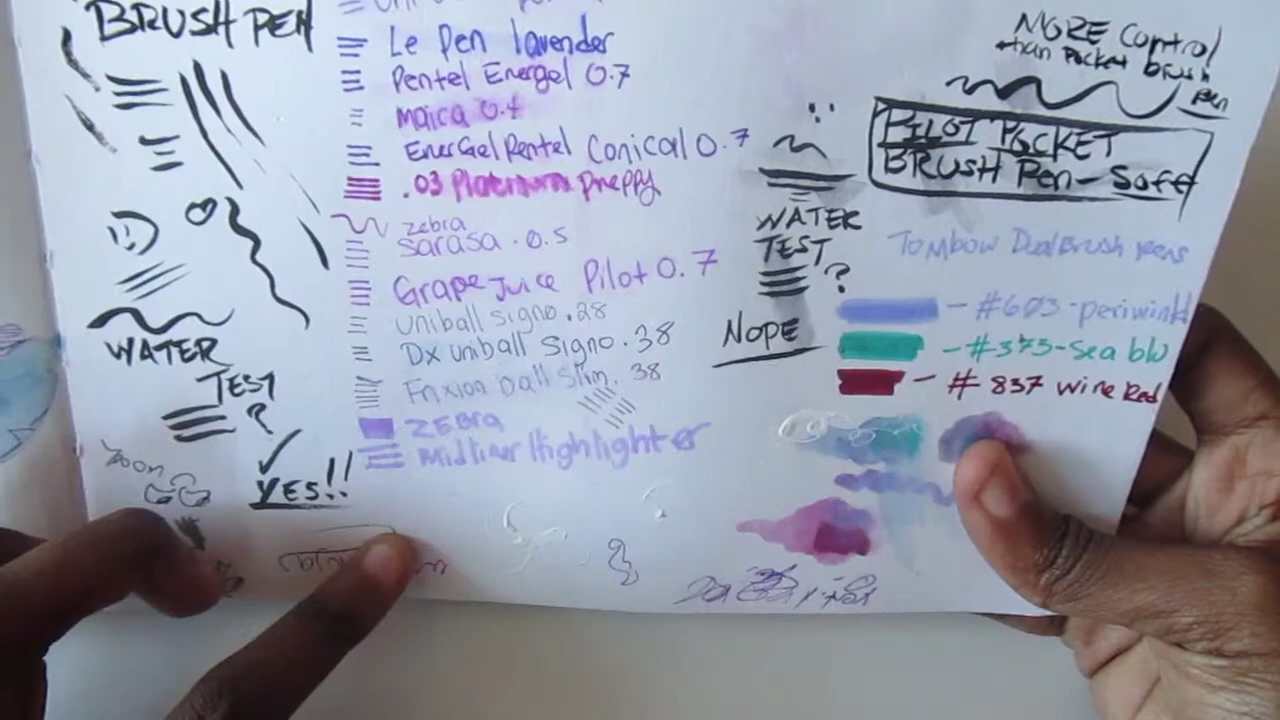 BRUSH PEN
WATER
TEST
?
YES!!
Le Pen lavender
Pentel Energel 0.7
Maica 0.4
EnerGel Pentel Conical 0.7
.03 Platinum Preppy
Zebra
Sarasa .0.5
Grape Juice Pilot 0.7
Uniball Signo .28
Dx uniball Signo .38
Frixion Ball Slim .38
ZEBRA
Midliner Highlighter
MORE Control
than Pocket brush
pen
PILOT POCKET
BRUSH Pen - Soft
WATER
TEST
?
NOPE
Tombow Dual Brush pens
- #603-periwinkl
- #373-Sea blu
- # 837 wine Red